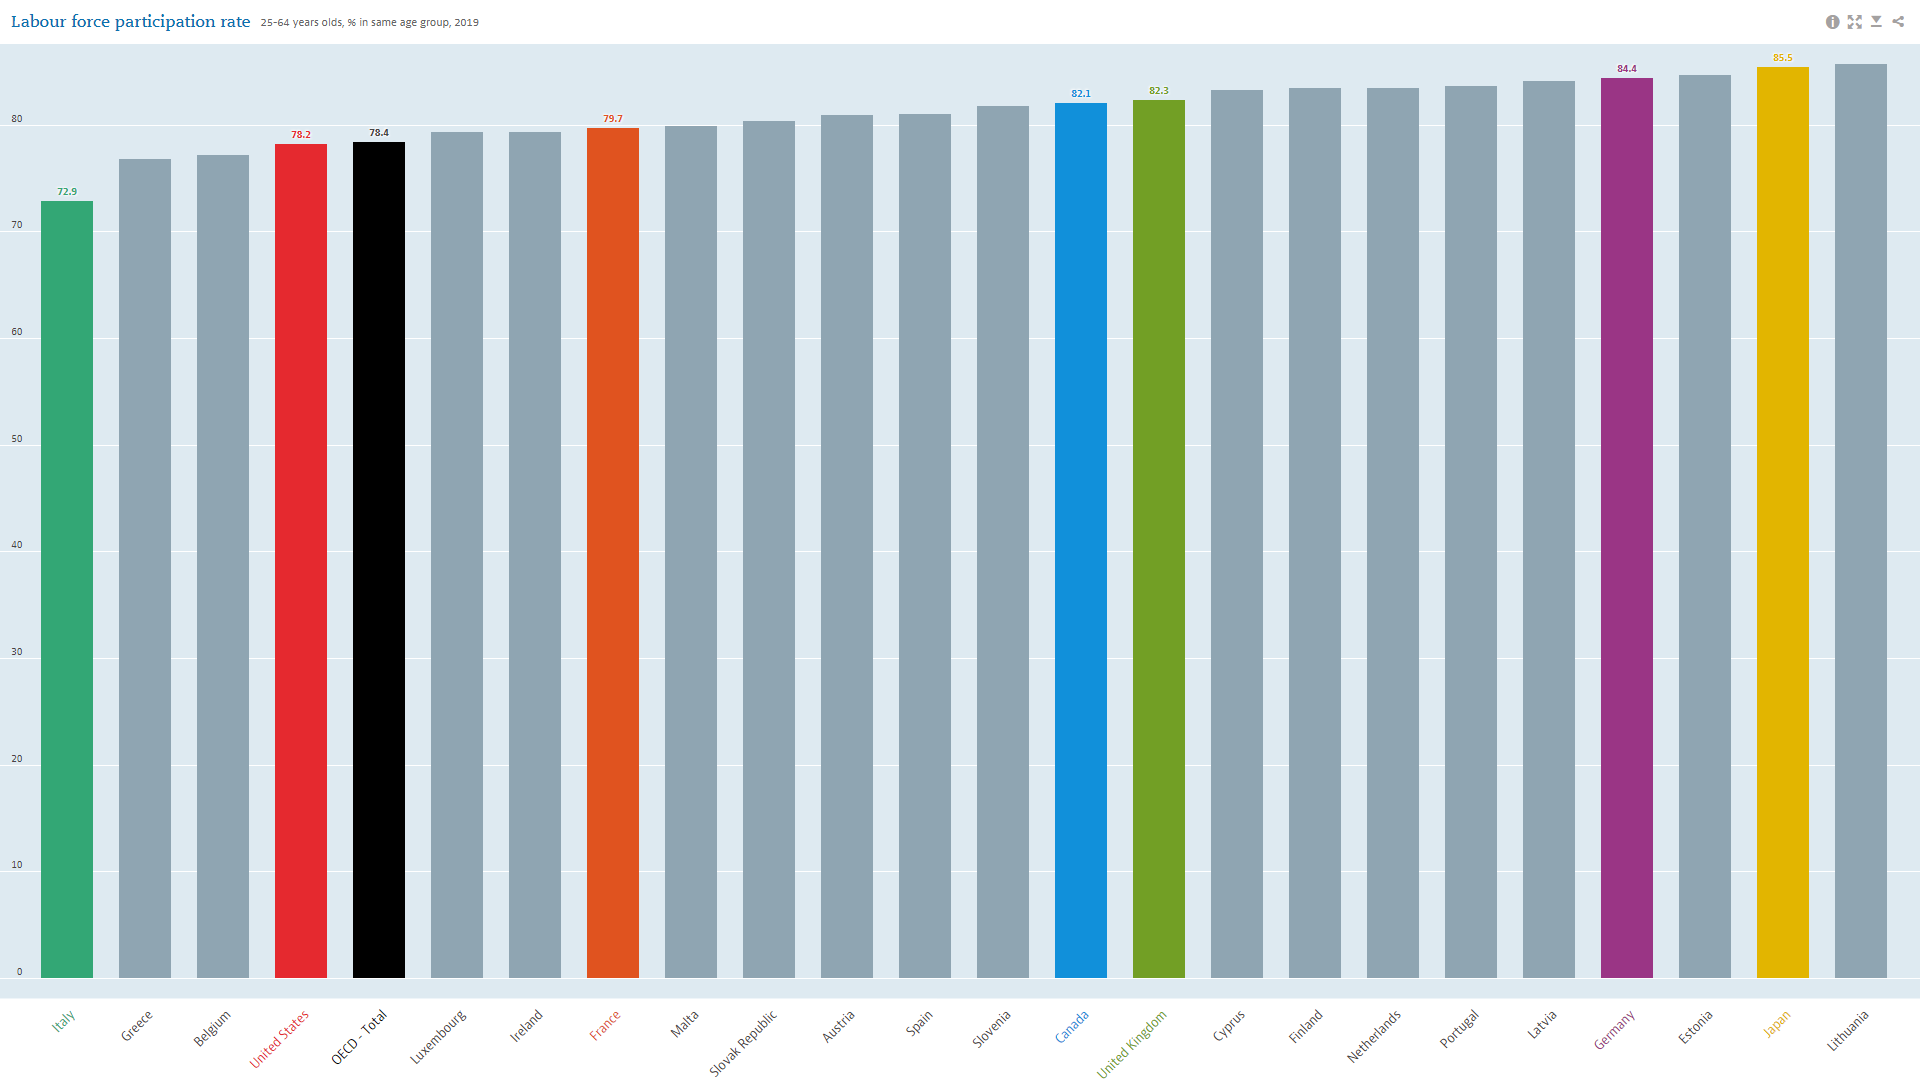 Labour force participation rate 25-64 years olds, % in same age group, 2019
85.5
84.4
82.3
82.1
80
79.7
78.4
78.2
72.9
70
60
50
40
30
20
10
0
Italy
Greece
Belgium
United States
OECD - Total
Luxembourg
Ireland
France
Malta
Slovak Republic
Austria
Spain
Slovenia
Canada
United Kingdom
Cyprus
Finland
Netherlands
Portugal
Latvia
Germany
Estonia
Japan
Lithuania